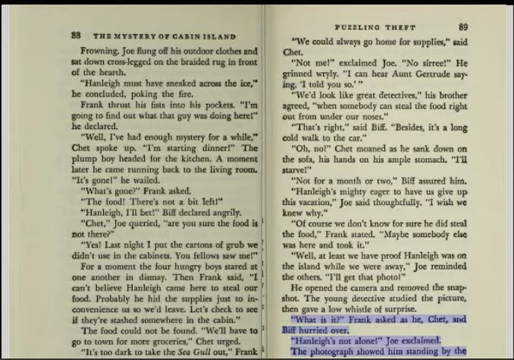 88 THE MYSTERY OF CABIN ISLAND
Frowning, Joe flung off his outdoor clothes and
sat down cross-legged on the braided rug in front
of the hearth.
"Hanleigh must have sneaked across the ice,"
he concluded, poking the fire.
Frank thrust his fists into his pockets. "I'm
going to find out what that guy was doing here!"
he declared.
"Well, I've had enough mystery for a while,"
Chet spoke up. "I'm starting dinner!" The
plump boy headed for the kitchen. A moment
later he came running back to the living room.
"It's gone!" he wailed.
"What's gone?" Frank asked.
"The food! There's not a bit left!"
"Hanleigh, I'll bet!" Biff declared angrily.
"Chet," Joe queried, "are you sure the food is
not there?"
"Yes! Last night I put the cartons of grub we
didn't use in the cabinets. You fellows saw me!"
For a moment the four hungry boys stared at
one another in dismay. Then Frank said, "I
can't believe Hanleigh came here to steal our
food. Probably he hid the supplies just to in-
convenience us so we'd leave. Let's check to see
if they're stashed somewhere in the cabin."
The food could not be found. "We'll have to
go to town for more groceries," Chet urged.
"It's too dark to take the Sea Gull out," Frank
PUZZLING THEFT 89
"We could always go home for supplies," said
Chet.
"Not me!" exclaimed Joe. "No sirree!" He
grinned wryly. "I can hear Aunt Gertrude say-
ing, 'I told you so.' "
"We'd look like great detectives," his brother
agreed, "when somebody can steal the food right
out from under our noses."
"That's right," said Biff. "Besides, it's a long
cold walk to the car."
"Oh, no!" Chet moaned as he sank down on
the sofa, his hands on his ample stomach. "I'll
starve!"
"Not for a month or two," Biff assured him.
"Hanleigh's mighty eager to have us give up
this vacation," Joe said thoughtfully. "I wish we
knew why."
"Of course we don't know for sure he did steal
the food," Frank stated. "Maybe somebody else
was here and took it."
"Well, at least we have proof Hanleigh was on
the island while we were away," Joe reminded
the others. "I'll get that photo!"
He opened the camera and removed the snap-
shot. The young detective studied the picture,
then gave a low whistle of surprise.
"What is it?" Frank asked as he, Chet, and
Biff hurried over.
"Hanleigh's not alone!" Joe exclaimed.
The photograph showed him standing by the